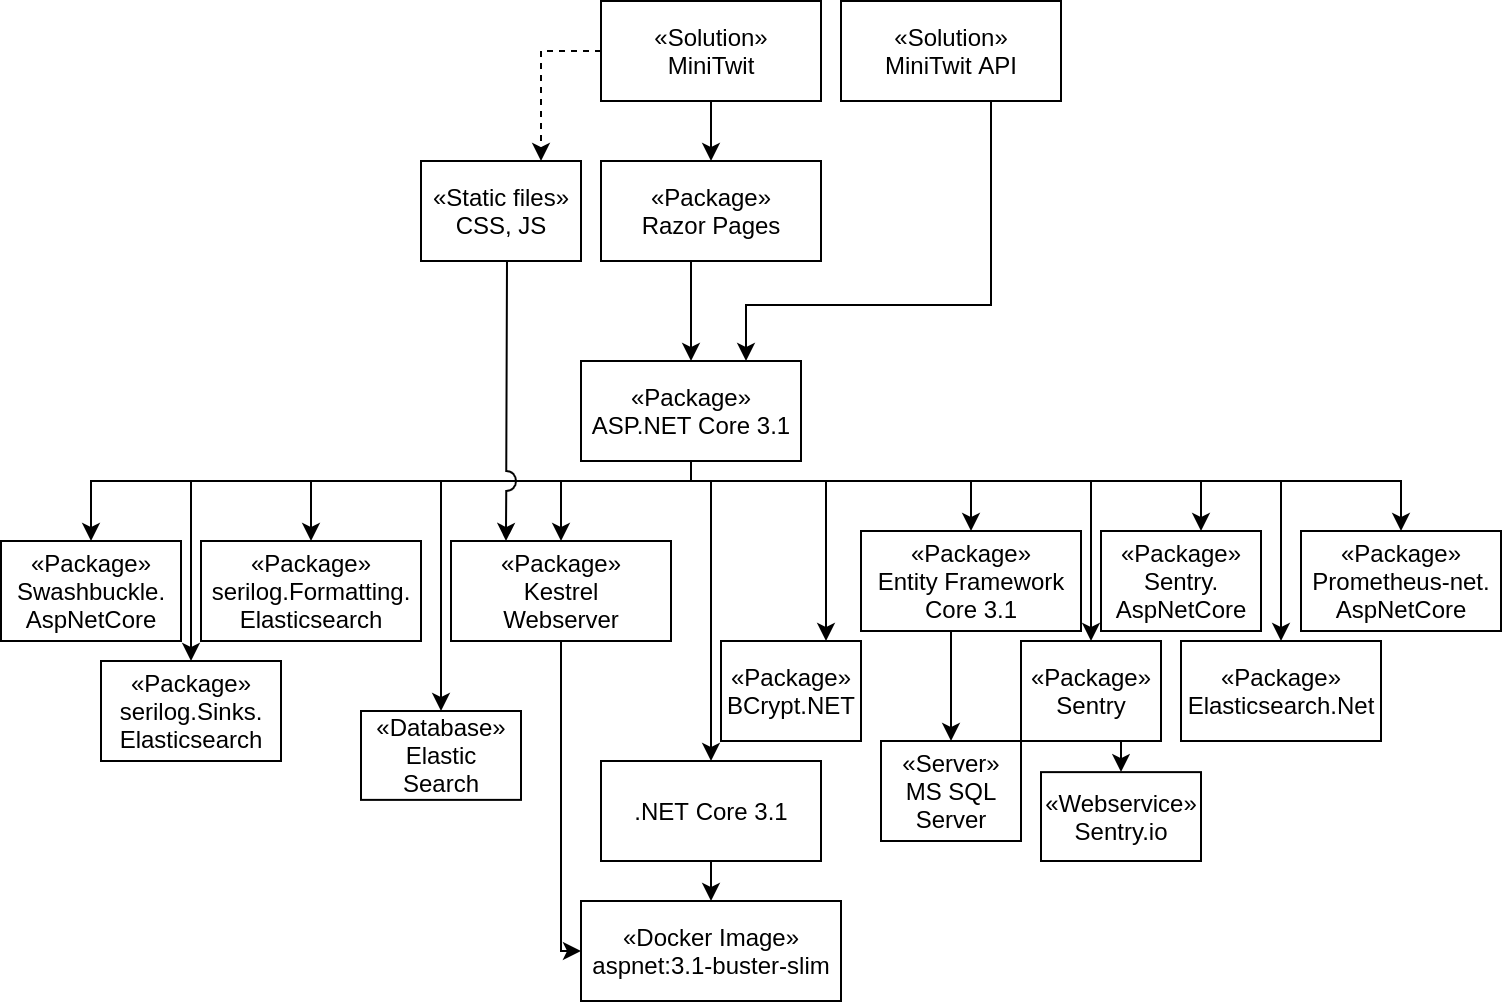 «Solution»
MiniTwit
«Solution»
MiniTwit API
«Static files»
CSS, JS
«Package»
Razor Pages
«Package»
ASP.NET Core 3.1
«Package»
Swashbuckle.
AspNetCore
«Package»
serilog.Formatting.
Elasticsearch
«Package»
Kestrel
Webserver
«Package»
Entity Framework
Core 3.1
«Package»
Sentry.
AspNetCore
«Package»
Prometheus-net.
AspNetCore
«Package»
serilog.Sinks.
Elasticsearch
«Database»
Elastic
Search
«Package»
BCrypt.NET
«Package»
Sentry
«Package»
Elasticsearch.Net
.NET Core 3.1
«Server»
MS SQL
Server
«Webservice»
Sentry.io
«Docker Image»
aspnet:3.1-buster-slim